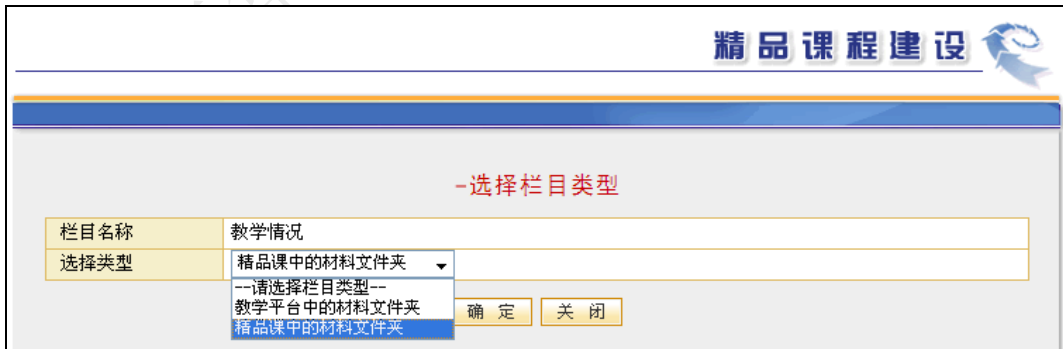 精品课程建设
-选择栏目类型
栏目名称 教学情况
选择类型 精品课中的材料文件夹
--请选择栏目类型--
教学平台中的材料文件夹
精品课中的材料文件夹
确 定 关 闭